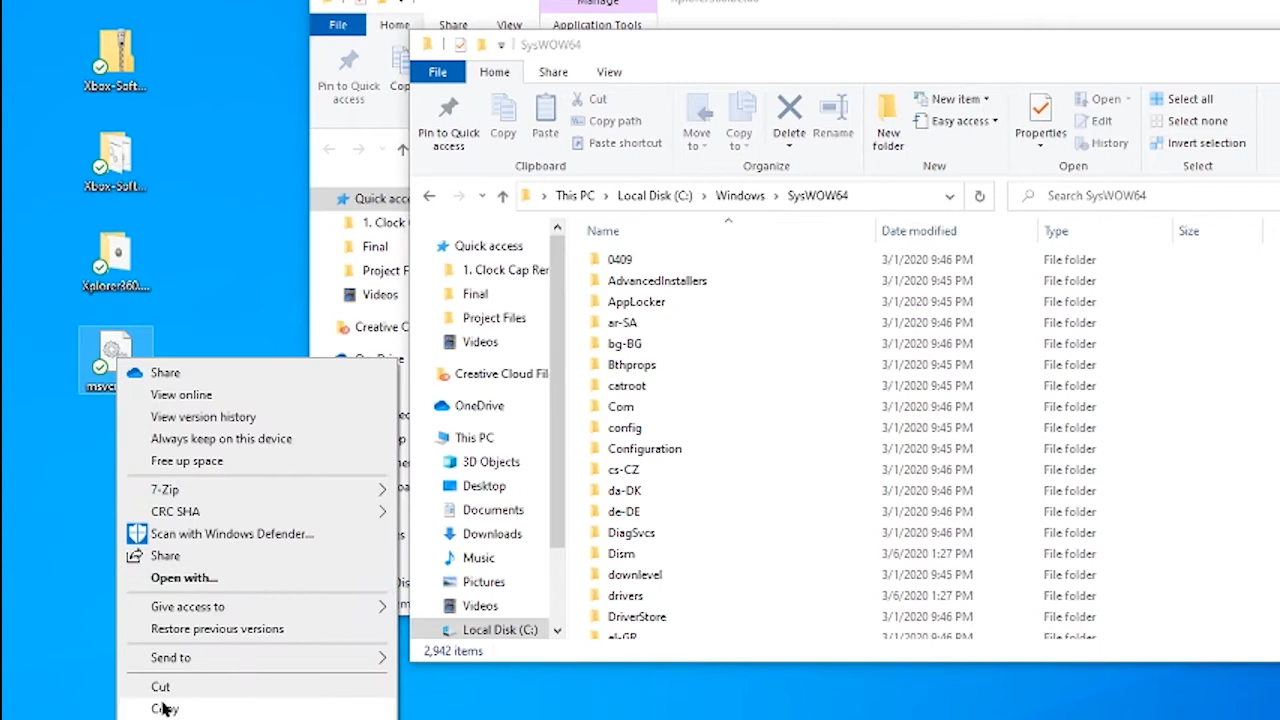 Xbox-Soft...
Xbox-Soft...
Xplorer360....
Share
View online
View version history
Always keep on this device
Free up space
7-Zip
CRC SHA
Scan with Windows Defender...
Share
Open with...
Give access to
Restore previous versions
Send to
Cut
Copy
Manage
File
Home
Share
View
Application Tools
Pin to Quick
access
Quick
1. Clock
Final
Project F
Videos
Creative C
SysWOW64
File
Home
Share
View
Pin to Quick
access
Copy
Paste
Cut
Copy path
Paste shortcut
Clipboard
Move
to
Copy
to
Delete
Rename
Organize
New
folder
New item
Easy access
New
Properties
Open
Edit
History
Open
Select all
Select none
Invert selection
Select
This PC > Local Disk (C:) > Windows > SysWOW64
Search SysWOW64
Quick access
1. Clock Cap Rer
Final
Project Files
Videos
Creative Cloud Fil
OneDrive
This PC
3D Objects
Desktop
Documents
Downloads
Music
Pictures
Videos
Local Disk (C:)
Name Date modified Type Size
0409 3/1/2020 9:46 PM File folder
AdvancedInstallers 3/1/2020 9:45 PM File folder
AppLocker 3/1/2020 9:45 PM File folder
ar-SA 3/1/2020 9:46 PM File folder
bg-BG 3/1/2020 9:46 PM File folder
Bthprops 3/1/2020 9:45 PM File folder
catroot 3/1/2020 9:46 PM File folder
Com 3/1/2020 9:46 PM File folder
config 3/1/2020 9:45 PM File folder
Configuration 3/1/2020 9:45 PM File folder
cs-CZ 3/1/2020 9:46 PM File folder
da-DK 3/1/2020 9:46 PM File folder
de-DE 3/1/2020 9:46 PM File folder
DiagSvcs 3/1/2020 9:45 PM File folder
Dism 3/6/2020 1:27 PM File folder
downlevel 3/1/2020 9:45 PM File folder
drivers 3/6/2020 1:27 PM File folder
DriverStore 3/1/2020 9:46 PM File folder
el-GR 3/1/2020 9:46 PM File folder
2,942 items